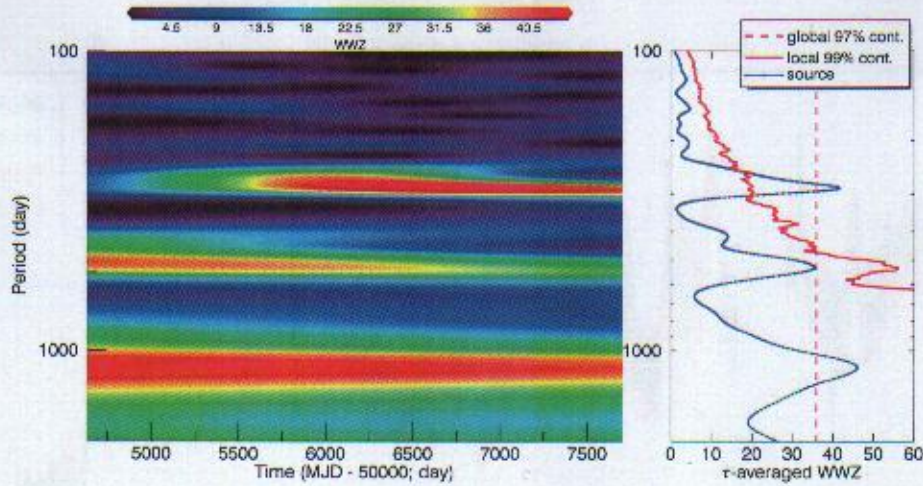 4.5 9 13.5 18 22.5 27 31.5 36 43.5
WWZ
100
1000
Period (day)
5000 5500 6000 6500 7000 7500
Time (MJD - 50000; day)
global 97% cont.
local 99% cont.
source
100
1000
0 10 20 30 40 50 60
τ-averaged WWZ